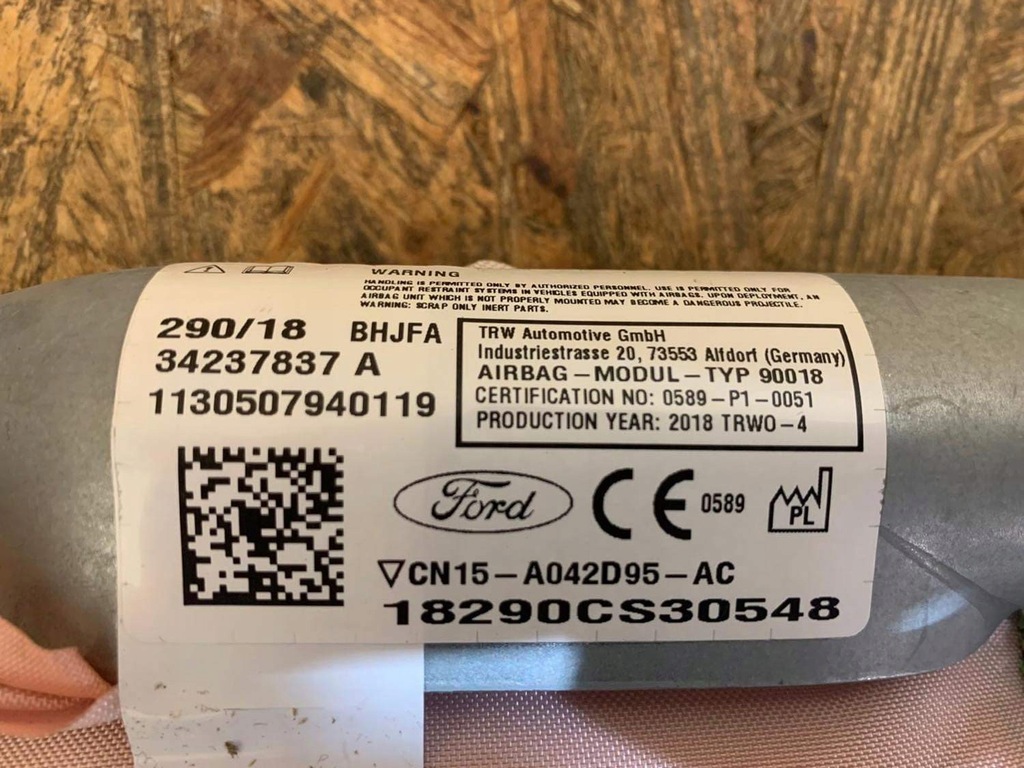 WARNING
HANDLING IS PERMITTED ONLY BY AUTHORIZED PERSONNEL. USE IS PERMITTED ONLY FOR
OCCUPANT RESTRAINT SYSTEMS IN VEHICLES EQUIPPED WITH AIRBAGS. UPON DEPLOYMENT, AN
AIRBAG UNIT WHICH IS NOT PROPERLY MOUNTED MAY BECOME A DANGEROUS PROJECTILE.
WARNING: SCRAP ONLY INERT PARTS.
290/18 BHJFA
34237837 A
1130507940119
TRW Automotive GmbH
Industriestrasse 20, 73553 Alfdorf (Germany)
AIRBAG-MODUL-TYP 90018
CERTIFICATION NO: 0589-P1-0051
PRODUCTION YEAR: 2018 TRWO-4
Ford CE 0589 PL
▽CN15-A042D95-AC
18290CS30548